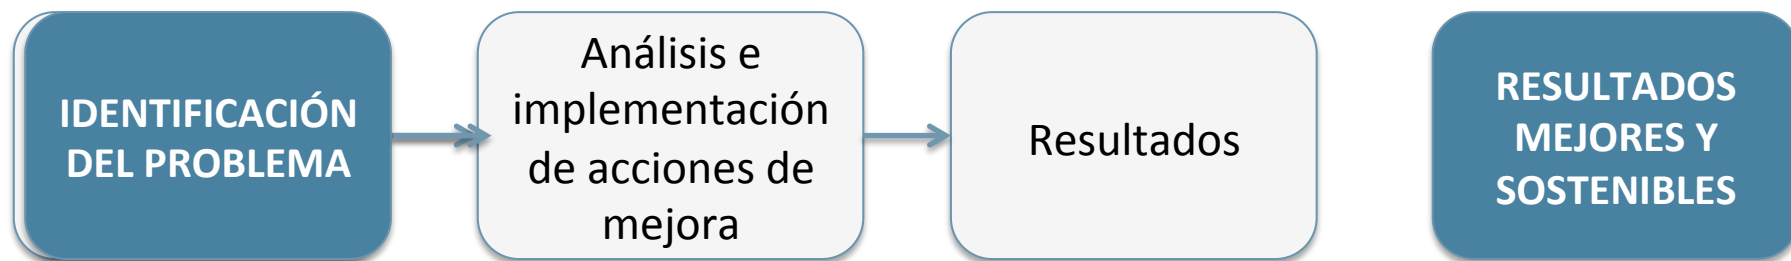 IDENTIFICACIÓN
DEL PROBLEMA
Análisis e
implementación
de acciones de
mejora
Resultados
RESULTADOS
MEJORES Y
SOSTENIBLES